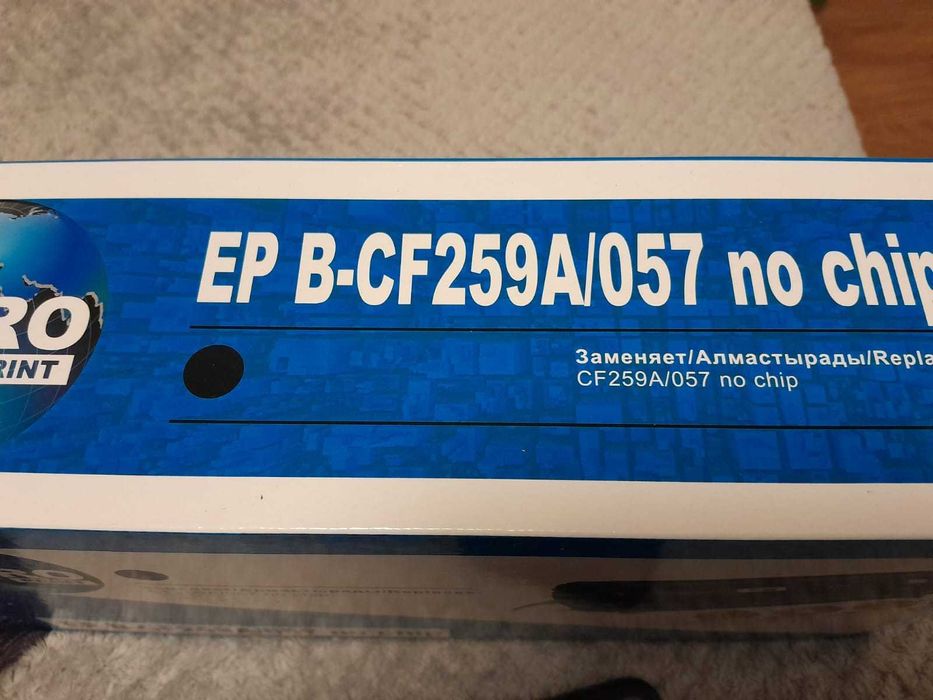 EP B-CF259A/057 no chip
RO
RINT
Заменяет/Алмастырады/Repla
CF259A/057 no chip